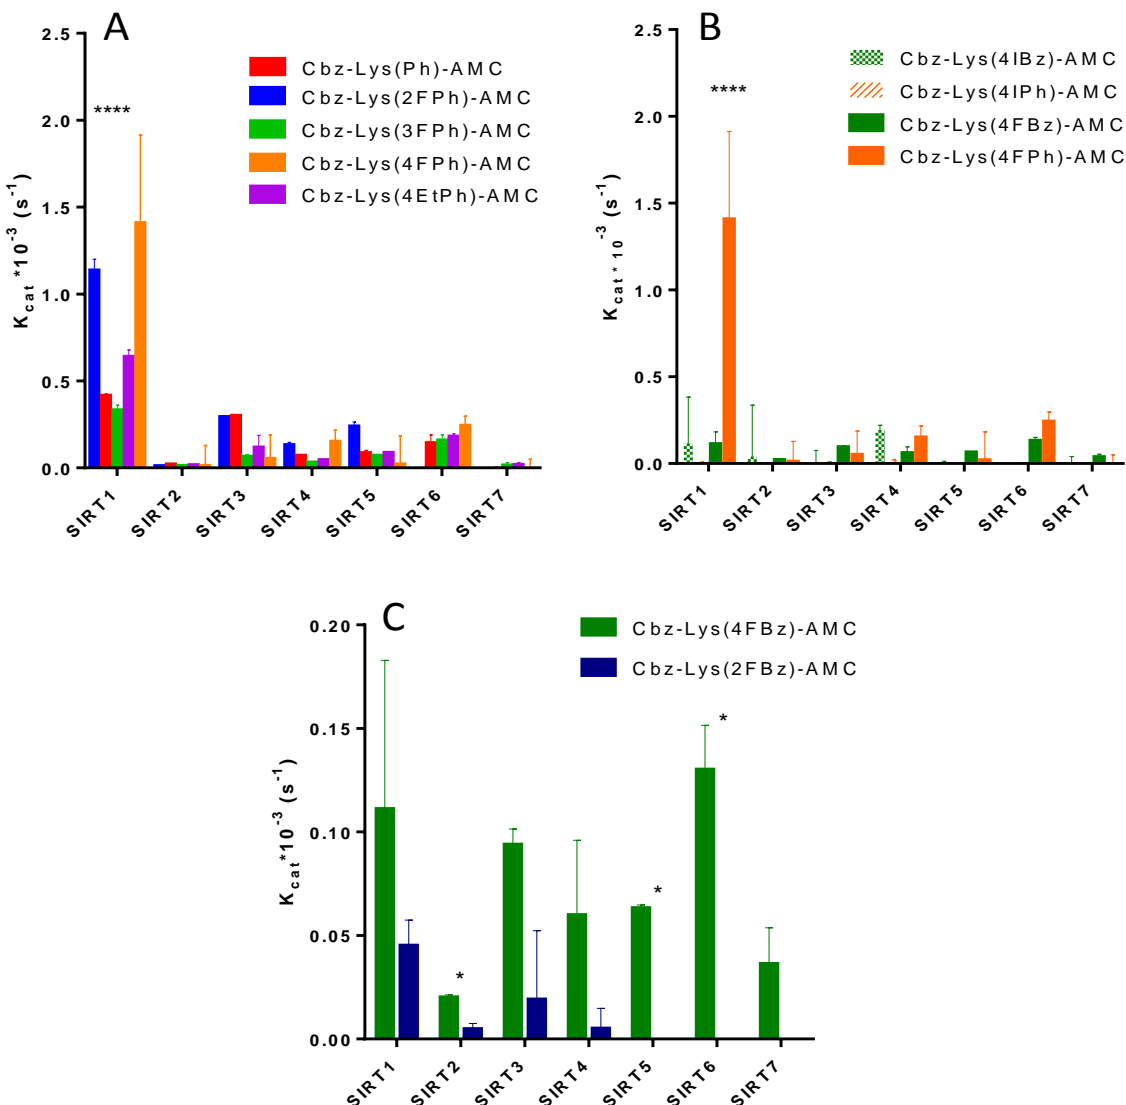 A
2.5
2.0
1.5
1.0
0.5
0.0
K_cat *10^-3 (s^-1)
****
Cbz-Lys(Ph)-AMC
Cbz-Lys(2FPh)-AMC
Cbz-Lys(3FPh)-AMC
Cbz-Lys(4FPh)-AMC
Cbz-Lys(4EtPh)-AMC
SIRT1
SIRT2
SIRT3
SIRT4
SIRT5
SIRT6
SIRT7
B
2.5
2.0
1.5
1.0
0.5
0.0
K_cat * 10^-3 (s^-1)
****
Cbz-Lys(4IBz)-AMC
Cbz-Lys(4IPh)-AMC
Cbz-Lys(4FBz)-AMC
Cbz-Lys(4FPh)-AMC
SIRT1
SIRT2
SIRT3
SIRT4
SIRT5
SIRT6
SIRT7
C
0.20
0.15
0.10
0.05
0.00
K_cat*10^-3 (s^-1)
Cbz-Lys(4FBz)-AMC
Cbz-Lys(2FBz)-AMC
*
*
*
SIRT1
SIRT2
SIRT3
SIRT4
SIRT5
SIRT6
SIRT7